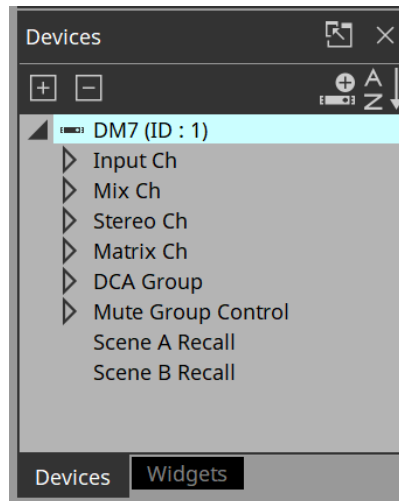 Devices
A
Z
DM7 (ID : 1)
Input Ch
Mix Ch
Stereo Ch
Matrix Ch
DCA Group
Mute Group Control
Scene A Recall
Scene B Recall
Devices Widgets